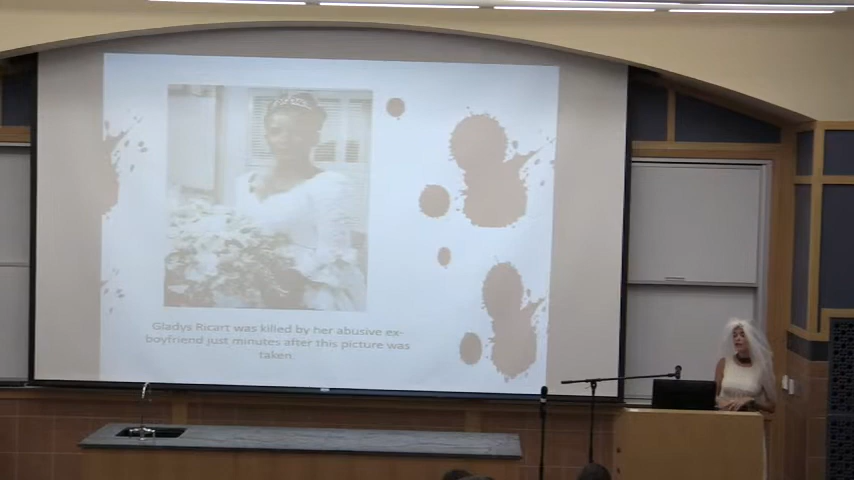 Gladys Ricart was killed by her abusive ex-
boyfriend just minutes after this picture was
taken.